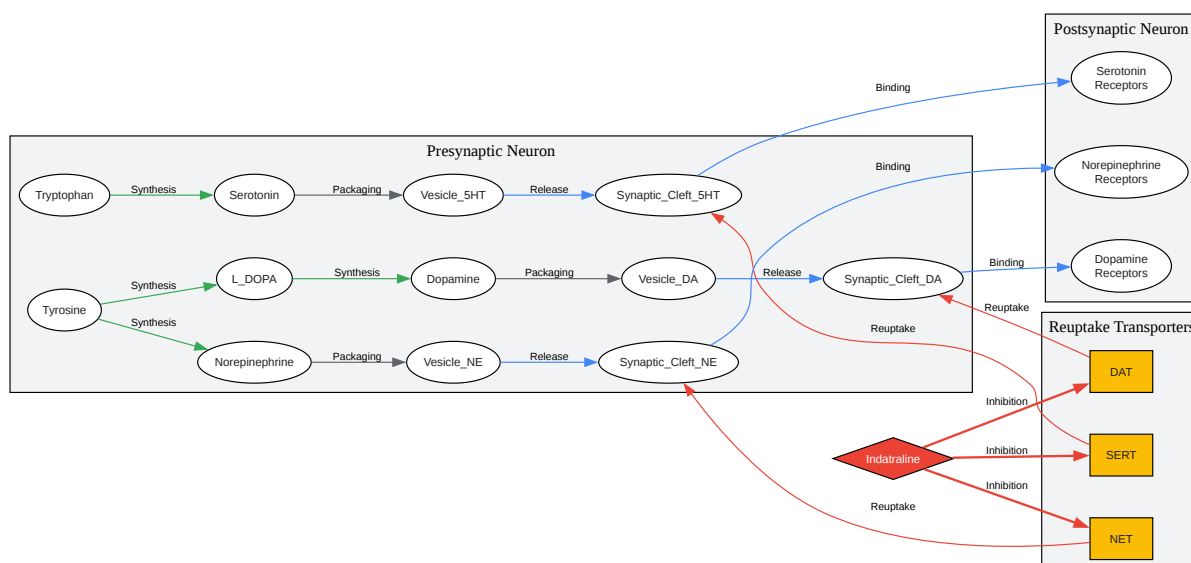 Postsynaptic Neuron
Serotonin
Receptors
Binding
Presynaptic Neuron
Binding
Norepinephrine
Receptors
Tryptophan
Synthesis
Serotonin
Packaging
Vesicle_5HT
Release
Synaptic_Cleft_5HT
Dopamine
Receptors
Binding
Synthesis
L_DOPA
Synthesis
Dopamine
Packaging
Vesicle_DA
Release
Synaptic_Cleft_DA
Tyrosine
Synthesis
Reuptake
Reuptake
Reuptake Transporters
Norepinephrine
Packaging
Vesicle_NE
Release
Synaptic_Cleft_NE
DAT
Inhibition
Indatraline
Inhibition
SERT
Inhibition
Reuptake
NET